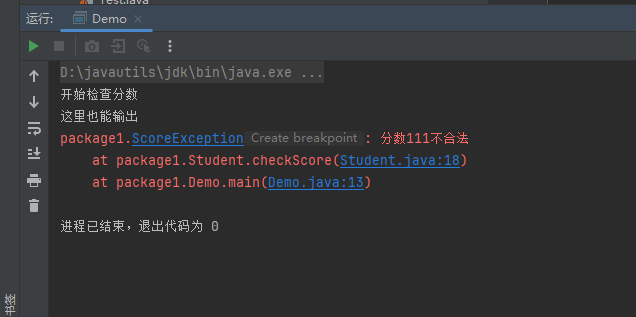 运行: Demo
D:\javautils\jdk\bin\java.exe ...
开始检查分数
这里也能输出
package1.ScoreException Create breakpoint : 分数111不合法
at package1.Student.checkScore(Student.java:18)
at package1.Demo.main(Demo.java:13)
进程已结束，退出代码为 0
书签